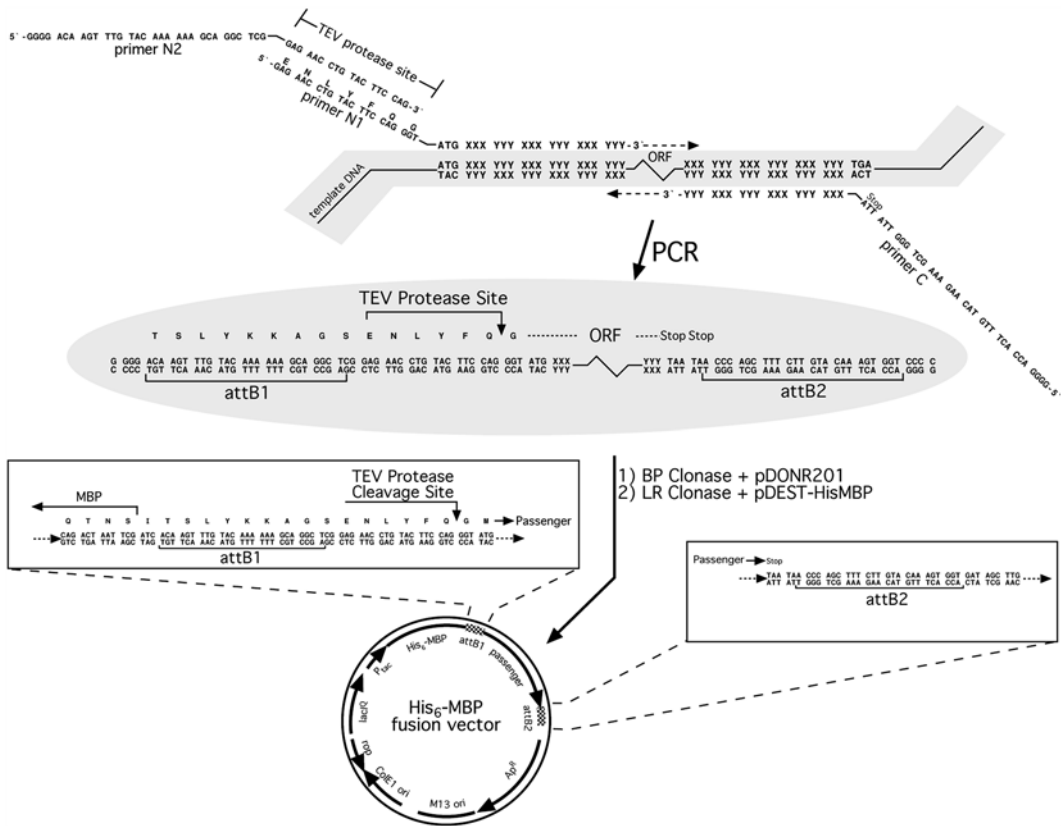 5`-GGGG ACA AGT TTG TAC AAA AAA GCA GGC TCG
primer N2
TEV protease site
GAG AAC CTG TAC TTC CAG-3`
E N L Y F Q G
5`-GAG AAC CTG TAC TTC CAG GGT
primer N1
ATG XXX YYY XXX YYY XXX YYY-3`
ORF
ATG XXX YYY XXX YYY XXX YYY
TAC YYY XXX YYY XXX YYY XXX
XXX YYY XXX YYY XXX YYY TGA
YYY XXX YYY XXX YYY XXX ACT
template DNA
3`-YYY XXX YYY XXX YYY XXX
Stop
ATT ATT GGG TCG AAA GAA CAT GTT TCA CCA GGGG-5`
primer C
PCR
TEV Protease Site
T S L Y K K A G S E N L Y F Q G ORF Stop Stop
G GGG ACA AGT TTG TAC AAA AAA GCA GGC TCG GAG AAC CTG TAC TTC CAG GGT ATG XXX
C CCC TGT TCA AAC ATG TTT TTT CGT CCG AGC CTC TTG GAC ATG AAG GTC CCA TAC YYY
YYY TAA TAA CCC AGC TTT CTT GTA CAA AGT GGT CCC C
XXX ATT ATT GGG TCG AAA GAA CAT GTT TCA CCA GGG G
attB1
attB2
1) BP Clonase + pDONR201
2) LR Clonase + pDEST-HisMBP
MBP
TEV Protease
Cleavage Site
Q T N S I T S L Y K K A G S E N L Y F Q G M Passenger
CAG ACT AAT TCG ATC ACA AGT TTG TAC AAA AAA GCA GGC TCG GAG AAC CTG TAC TTC CAG GGT ATG
GTC TGA TTA AGC TAG TGT TCA AAC ATG TTT TTT CGT CCG AGC CTC TTG GAC ATG AAG GTC CCA TAC
attB1
Passenger Stop
TAA TAA CCC AGC TTT CTT GTA CAA AGT GGT GAT AGC TTG
ATT ATT GGG TCG AAA GAA CAT GTT TCA CCA CTA TCG AAC
attB2
His6-MBP
attB1
passenger
attB2
ApR
M13 ori
ColE1 ori
rop
lacIQ
Ptac
His6-MBP
fusion vector